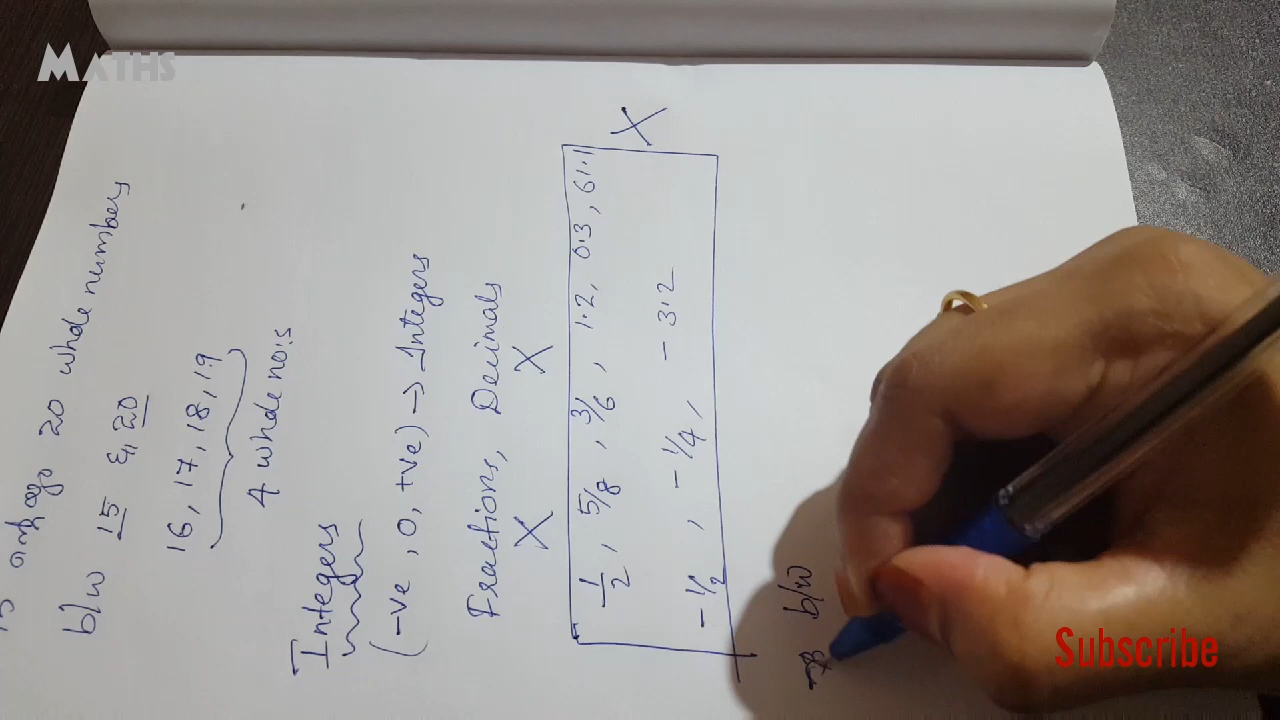 MATHS
20 whole numbers
b/w 15 & 20
16, 17, 18, 19
4 whole no:s
Integers
(-ve, 0, +ve) → Integers
Fractions, Decimals
X X
1/2, 5/8, 3/6, 1.2, 0.3, 61.1
X
-1/2, -1/4, -3.2
b/w
Subscribe